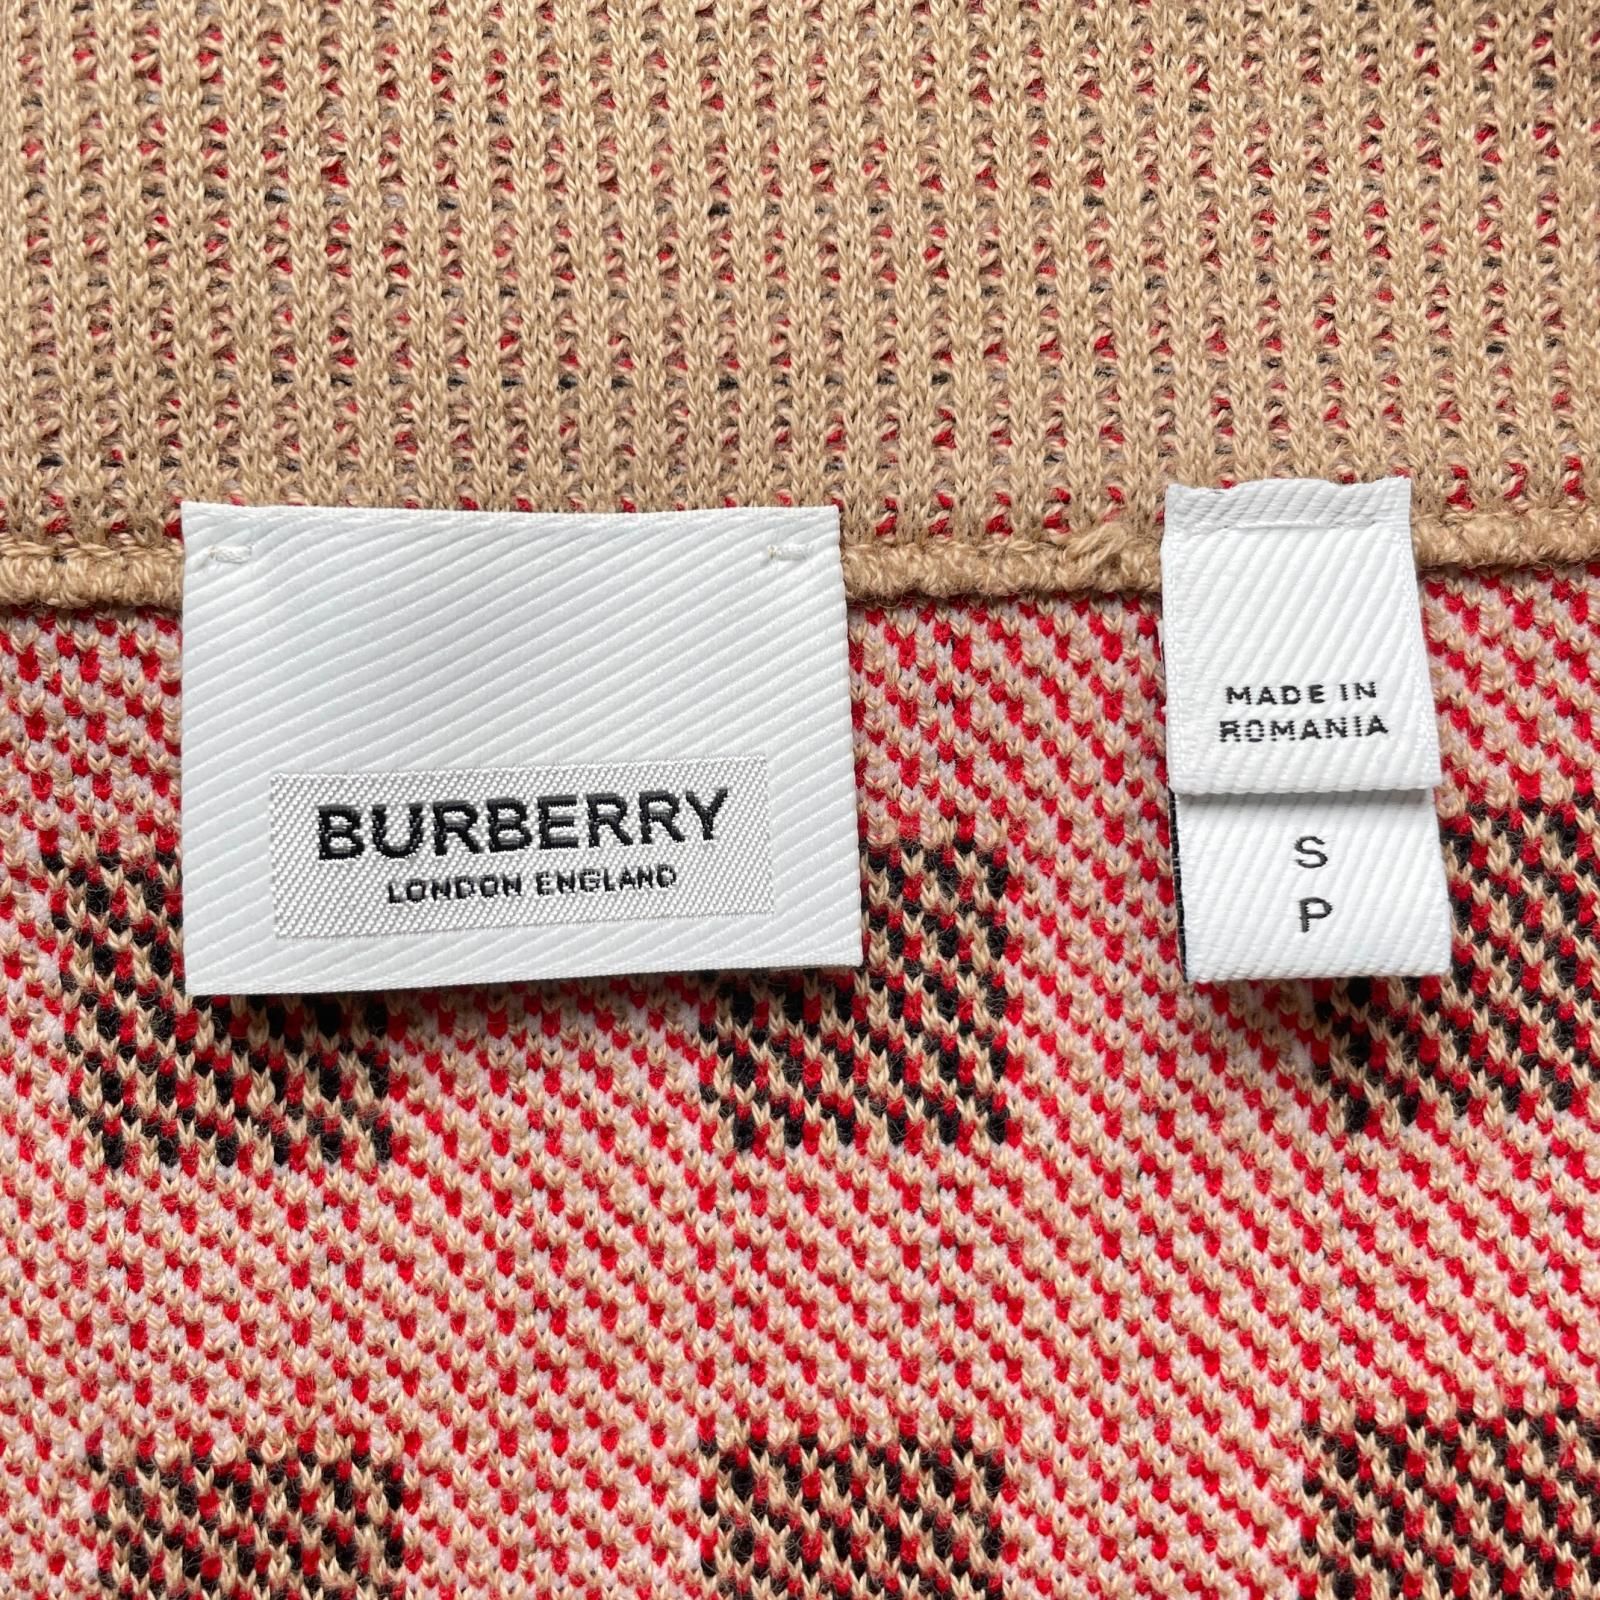 BURBERRY
LONDON ENGLAND
MADE IN
ROMANIA
S
P